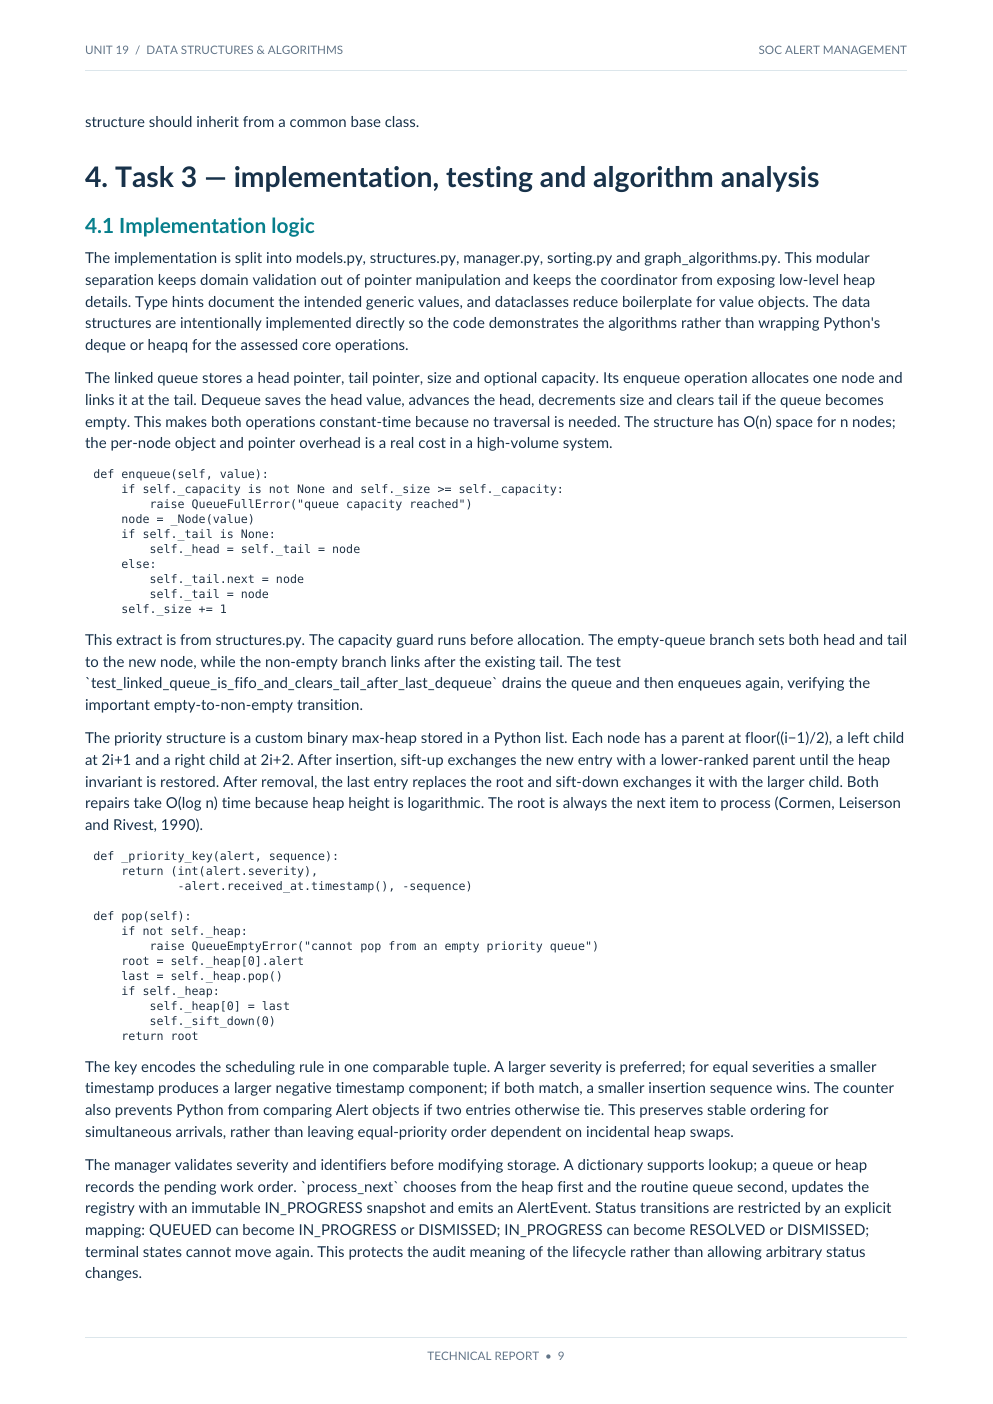 UNIT 19 / DATA STRUCTURES & ALGORITHMS
SOC ALERT MANAGEMENT
structure should inherit from a common base class.
4. Task 3 — implementation, testing and algorithm analysis
4.1 Implementation logic
The implementation is split into models.py, structures.py, manager.py, sorting.py and graph_algorithms.py. This modular
separation keeps domain validation out of pointer manipulation and keeps the coordinator from exposing low-level heap
details. Type hints document the intended generic values, and dataclasses reduce boilerplate for value objects. The data
structures are intentionally implemented directly so the code demonstrates the algorithms rather than wrapping Python's
deque or heapq for the assessed core operations.
The linked queue stores a head pointer, tail pointer, size and optional capacity. Its enqueue operation allocates one node and
links it at the tail. Dequeue saves the head value, advances the head, decrements size and clears tail if the queue becomes
empty. This makes both operations constant-time because no traversal is needed. The structure has O(n) space for n nodes;
the per-node object and pointer overhead is a real cost in a high-volume system.
def enqueue(self, value):
    if self._capacity is not None and self._size >= self._capacity:
        raise QueueFullError("queue capacity reached")
    node = _Node(value)
    if self._tail is None:
        self._head = self._tail = node
    else:
        self._tail.next = node
        self._tail = node
    self._size += 1
This extract is from structures.py. The capacity guard runs before allocation. The empty-queue branch sets both head and tail
to the new node, while the non-empty branch links after the existing tail. The test
`test_linked_queue_is_fifo_and_clears_tail_after_last_dequeue` drains the queue and then enqueues again, verifying the
important empty-to-non-empty transition.
The priority structure is a custom binary max-heap stored in a Python list. Each node has a parent at floor((i−1)/2), a left child
at 2i+1 and a right child at 2i+2. After insertion, sift-up exchanges the new entry with a lower-ranked parent until the heap
invariant is restored. After removal, the last entry replaces the root and sift-down exchanges it with the larger child. Both
repairs take O(log n) time because heap height is logarithmic. The root is always the next item to process (Cormen, Leiserson
and Rivest, 1990).
def _priority_key(alert, sequence):
    return (int(alert.severity),
            -alert.received_at.timestamp(), -sequence)
def pop(self):
    if not self._heap:
        raise QueueEmptyError("cannot pop from an empty priority queue")
    root = self._heap[0].alert
    last = self._heap.pop()
    if self._heap:
        self._heap[0] = last
        self._sift_down(0)
    return root
The key encodes the scheduling rule in one comparable tuple. A larger severity is preferred; for equal severities a smaller
timestamp produces a larger negative timestamp component; if both match, a smaller insertion sequence wins. The counter
also prevents Python from comparing Alert objects if two entries otherwise tie. This preserves stable ordering for
simultaneous arrivals, rather than leaving equal-priority order dependent on incidental heap swaps.
The manager validates severity and identifiers before modifying storage. A dictionary supports lookup; a queue or heap
records the pending work order. `process_next` chooses from the heap first and the routine queue second, updates the
registry with an immutable IN_PROGRESS snapshot and emits an AlertEvent. Status transitions are restricted by an explicit
mapping: QUEUED can become IN_PROGRESS or DISMISSED; IN_PROGRESS can become RESOLVED or DISMISSED;
terminal states cannot move again. This protects the audit meaning of the lifecycle rather than allowing arbitrary status
changes.
TECHNICAL REPORT • 9